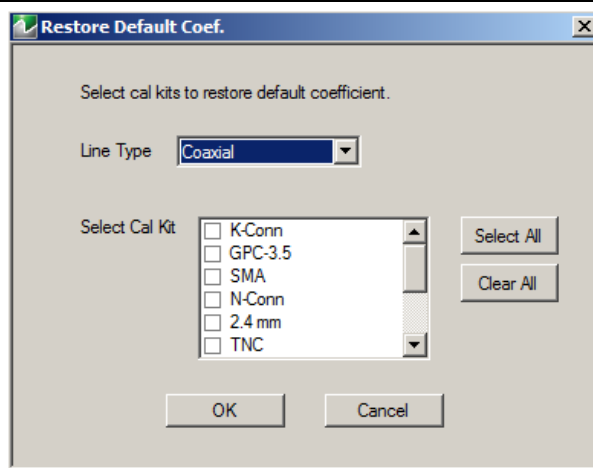 Restore Default Coef.
Select cal kits to restore default coefficient.
Line Type
Coaxial
Select Cal Kit
K-Conn
GPC-3.5
SMA
N-Conn
2.4 mm
TNC
Select All
Clear All
OK
Cancel